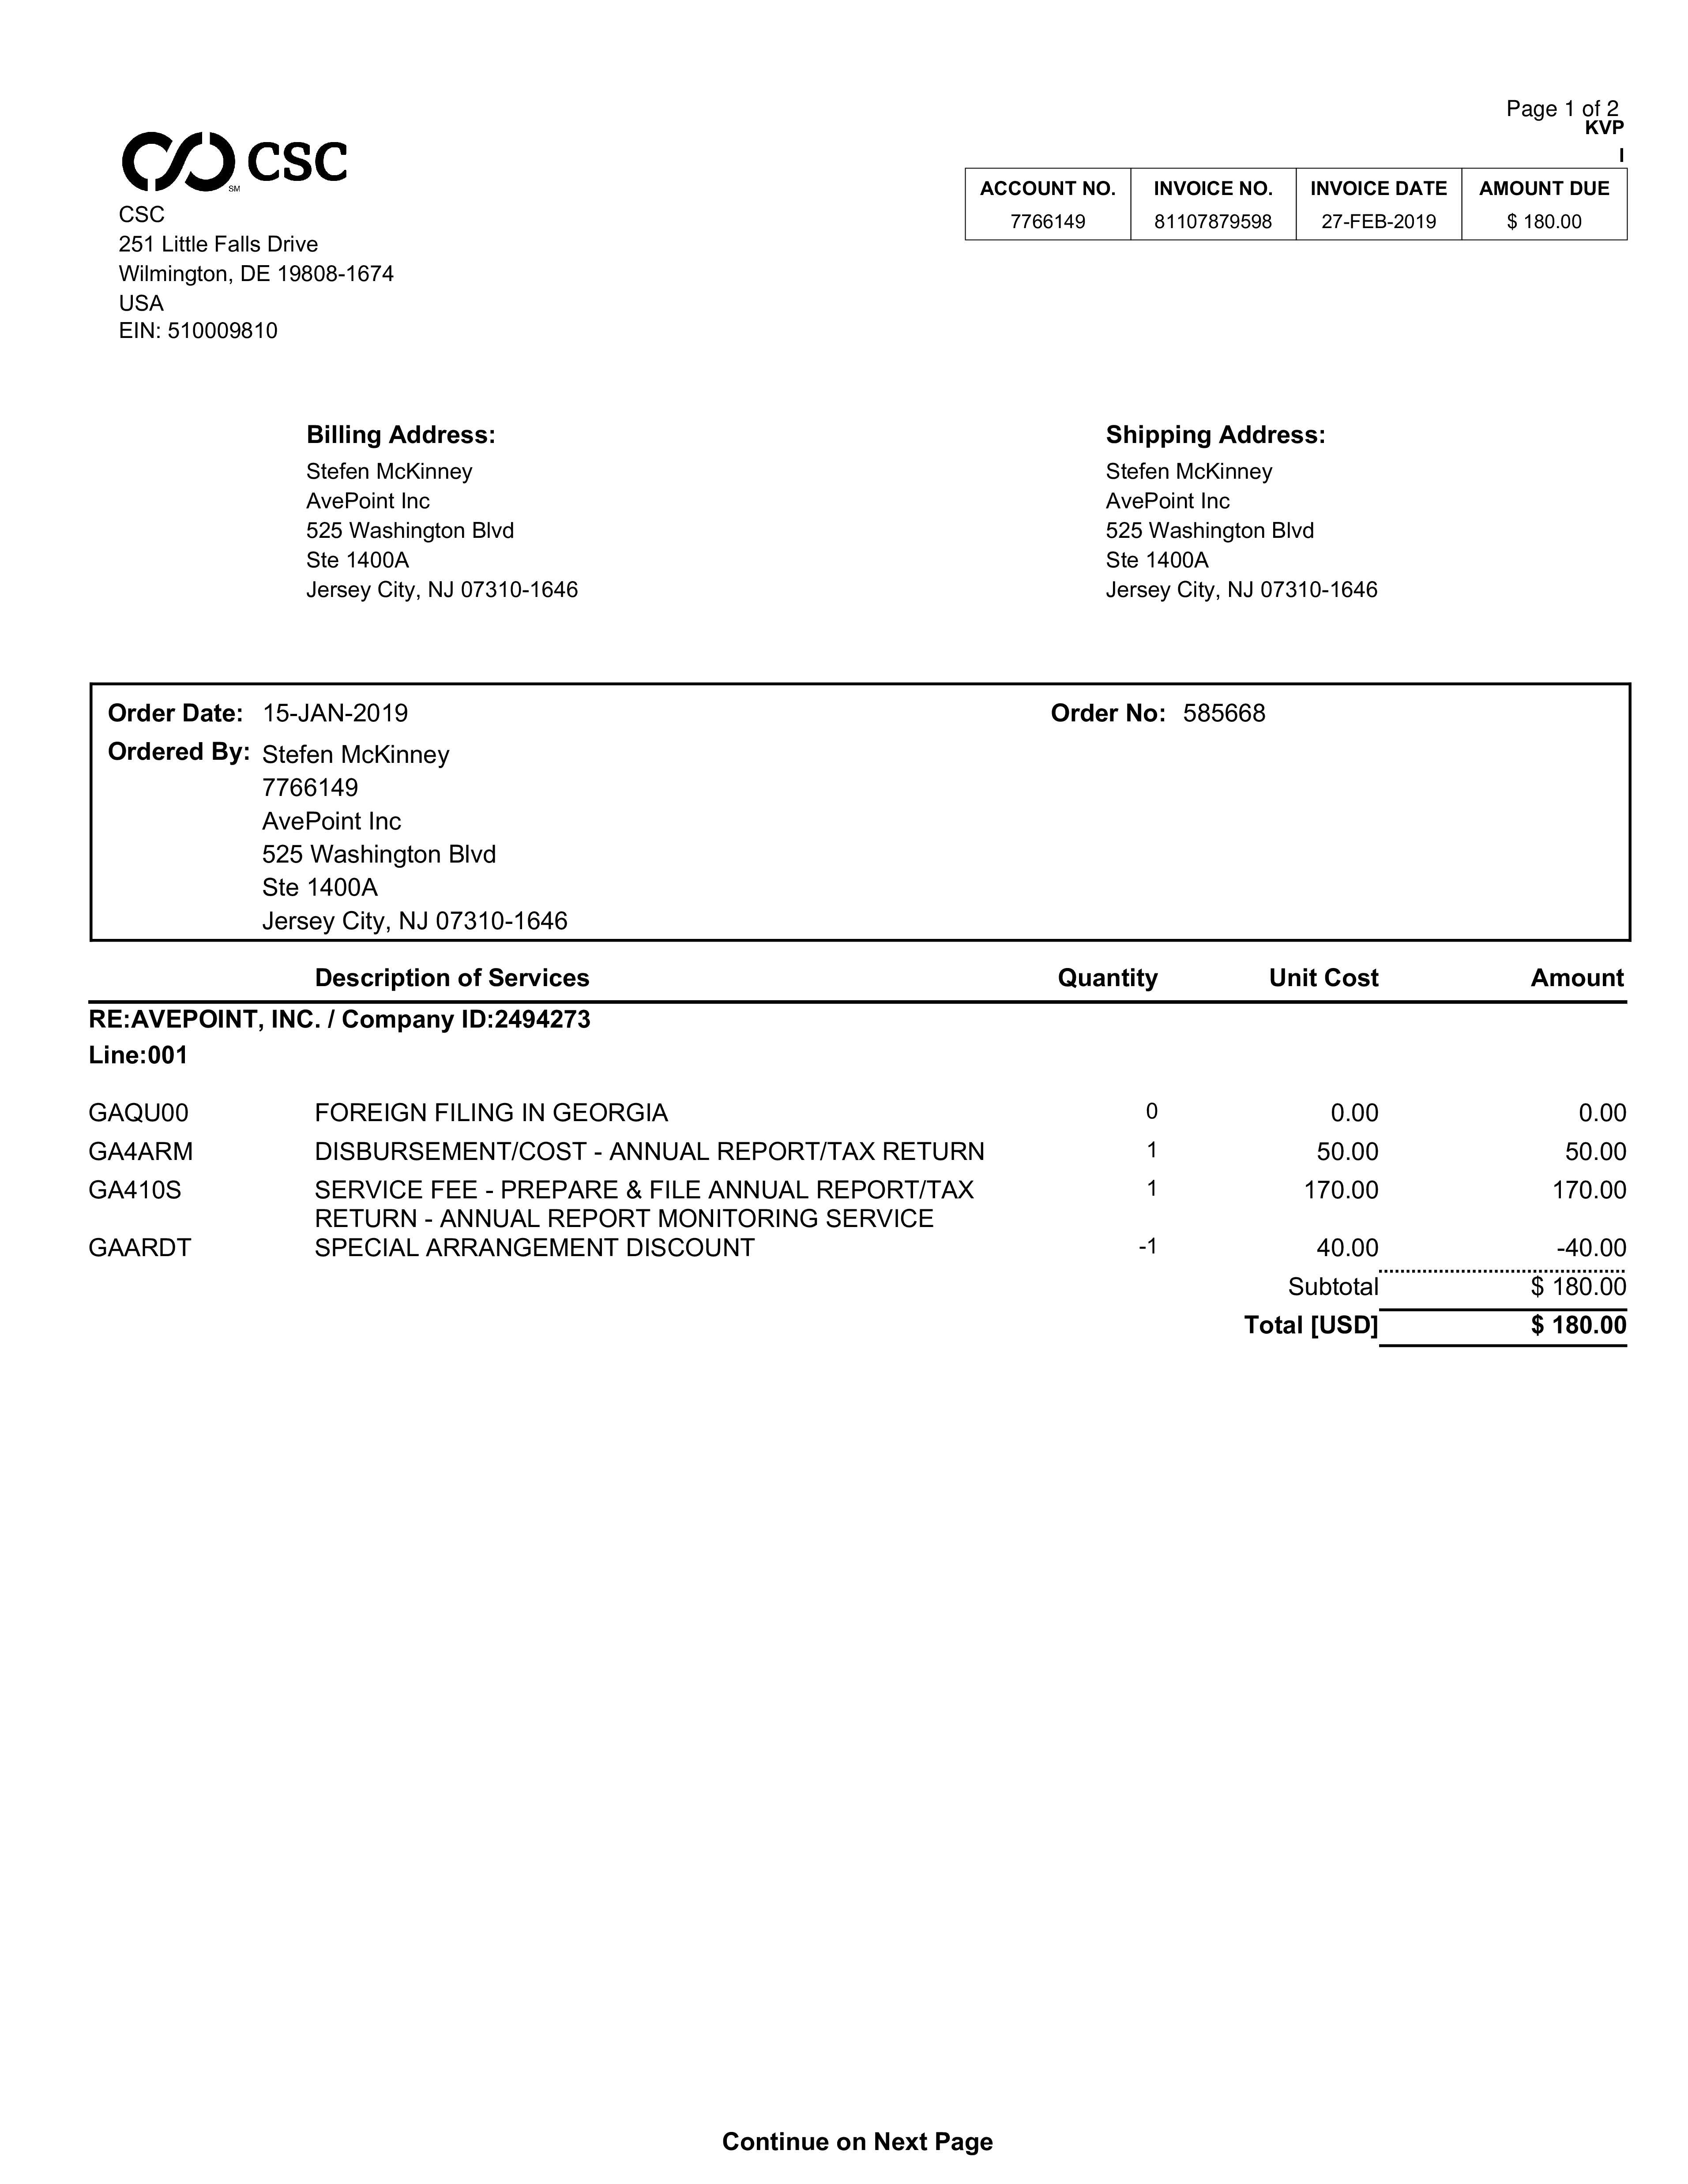 Page 1 of 2
KVP
I
CSC
SM
CSC
251 Little Falls Drive
Wilmington, DE 19808-1674
USA
EIN: 510009810
ACCOUNT NO. INVOICE NO. INVOICE DATE AMOUNT DUE
7766149 81107879598 27-FEB-2019 $ 180.00
Billing Address:
Stefen McKinney
AvePoint Inc
525 Washington Blvd
Ste 1400A
Jersey City, NJ 07310-1646
Shipping Address:
Stefen McKinney
AvePoint Inc
525 Washington Blvd
Ste 1400A
Jersey City, NJ 07310-1646
Order Date: 15-JAN-2019 Order No: 585668
Ordered By: Stefen McKinney
7766149
AvePoint Inc
525 Washington Blvd
Ste 1400A
Jersey City, NJ 07310-1646
Description of Services Quantity Unit Cost Amount
RE:AVEPOINT, INC. / Company ID:2494273
Line:001
GAQU00 FOREIGN FILING IN GEORGIA 0 0.00 0.00
GA4ARM DISBURSEMENT/COST - ANNUAL REPORT/TAX RETURN 1 50.00 50.00
GA410S SERVICE FEE - PREPARE & FILE ANNUAL REPORT/TAX 1 170.00 170.00
RETURN - ANNUAL REPORT MONITORING SERVICE
GAARDT SPECIAL ARRANGEMENT DISCOUNT -1 40.00 -40.00
Subtotal $ 180.00
Total [USD] $ 180.00
Continue on Next Page